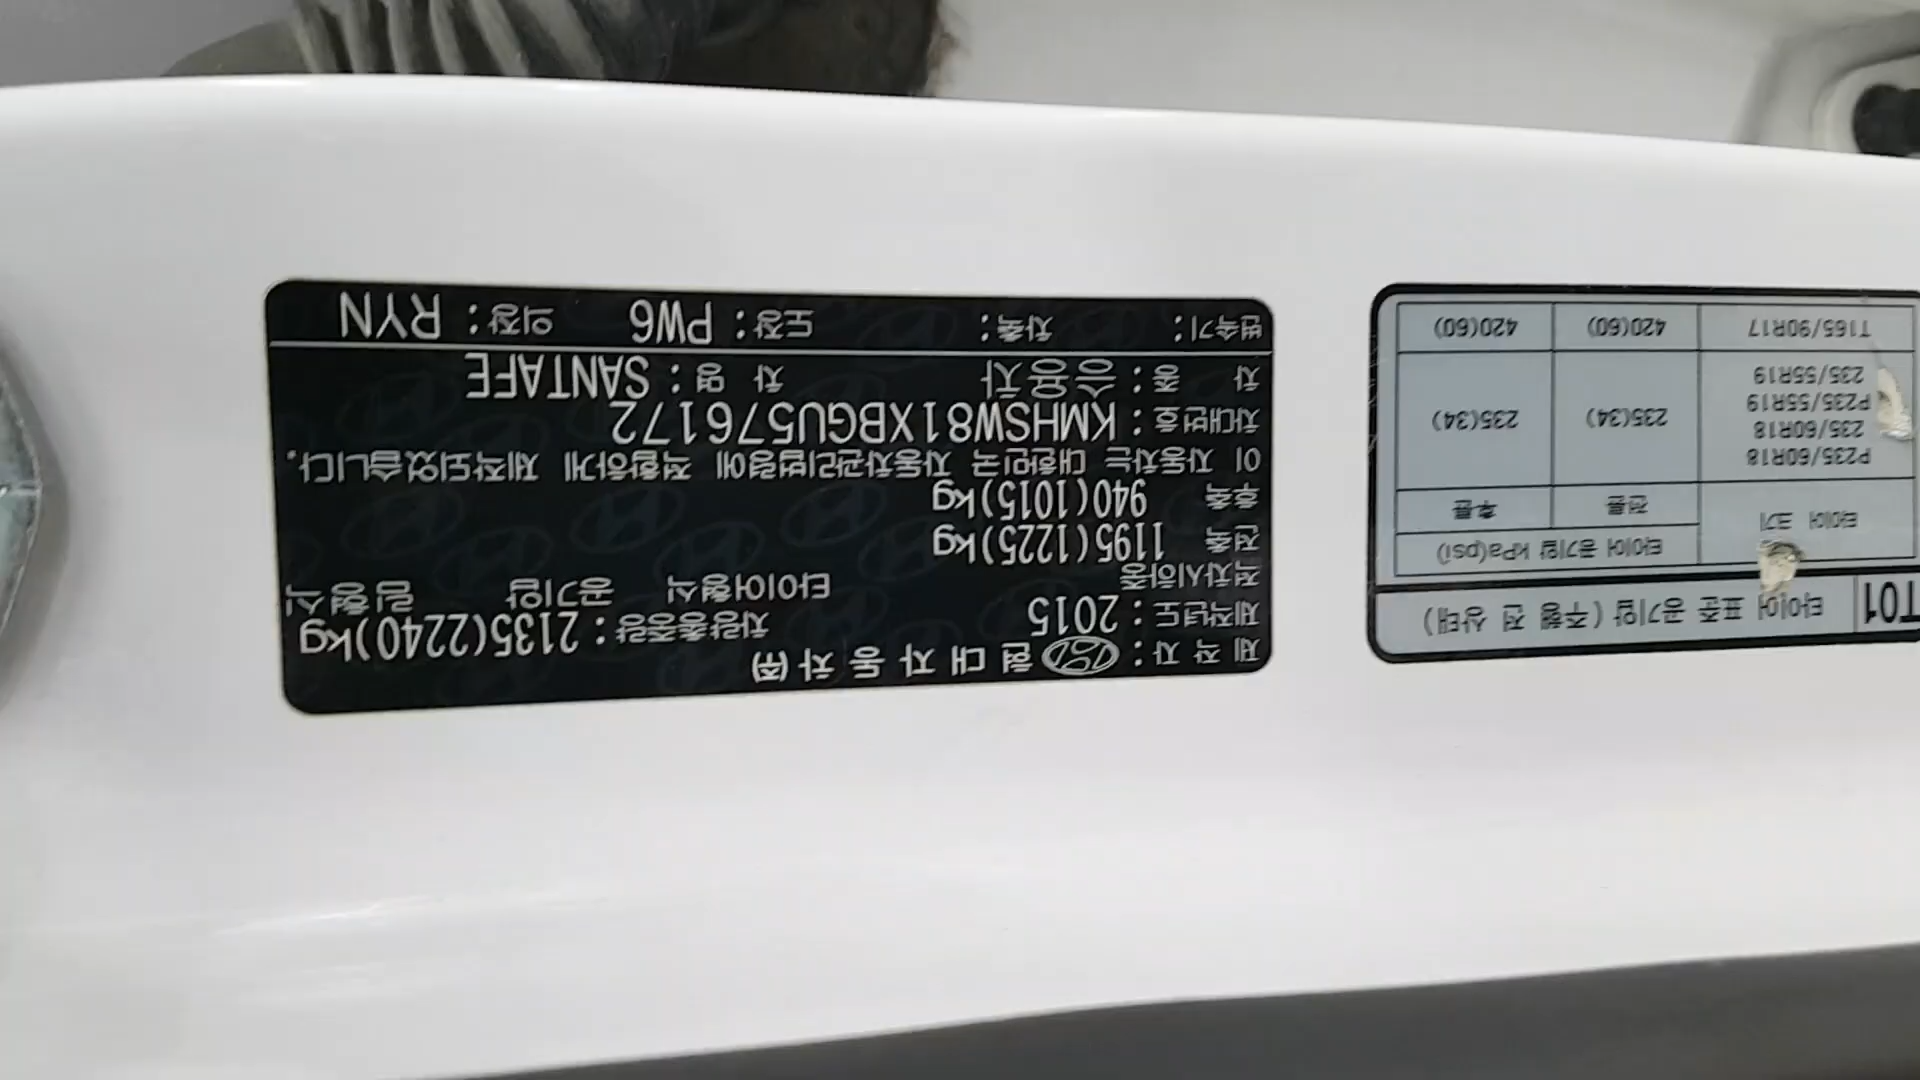 제 작 자 : 현 대 자 동 차 ㈜
제작년도 : 2015 차량총중량 : 2135(2240)kg
적차시하중 타이어형식 공기압 림형식
전축 1195(1225)kg
후축 940(1015)kg
이 자동차는 대한민국 자동차관리법령에 적합하게 제작되었습니다.
차대번호 : KMHSW81XBGU576172
차 종 : 승용차 차 명 : SANTAFE
변속기 : 차축 : 도장 : PW6 의장 : RYN
T01 타이어 표준 공기압 (주행 전 상태)
타이어 크기 타이어 공기압 kPa(psi)
전륜 후륜
P235/60R18
235/60R18
P235/55R19
235/55R19
235(34) 235(34)
T165/90R17 420(60) 420(60)